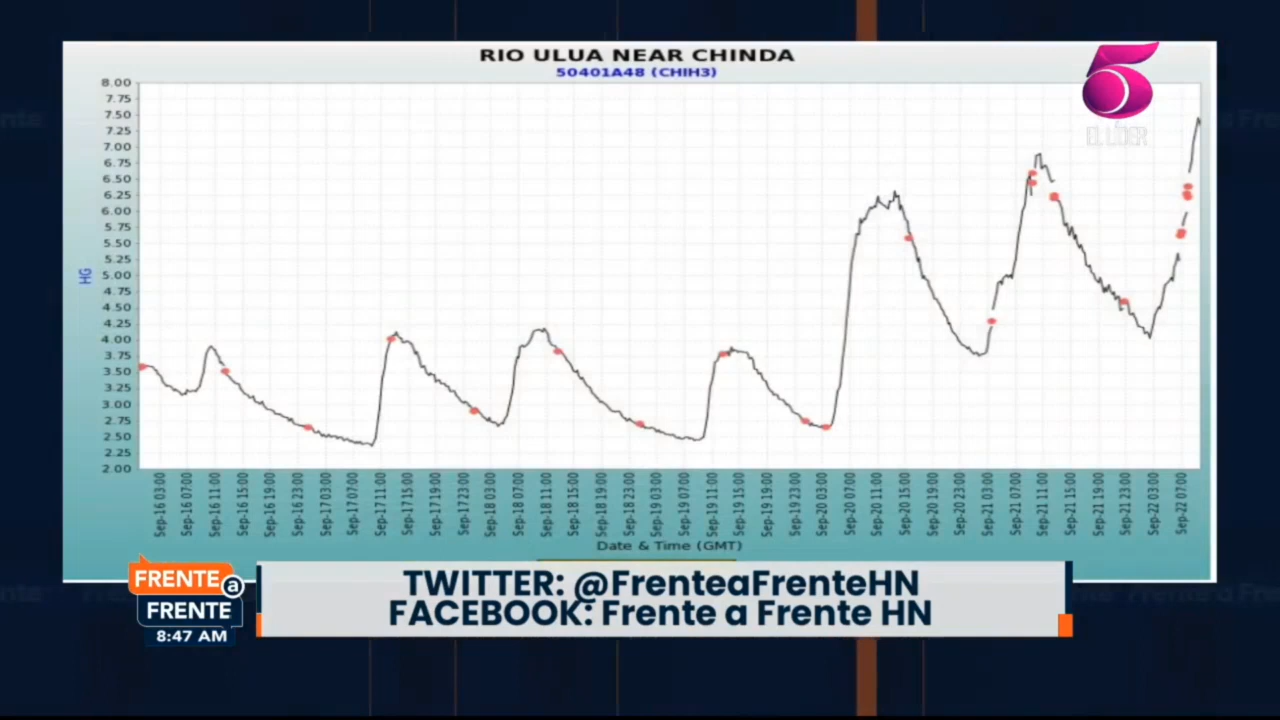 RIO ULUA NEAR CHINDA
50401A48 (CHIH3)
5
EL LÍDER
8.00
7.75
7.50
7.25
7.00
6.75
6.50
6.25
6.00
5.75
5.50
5.25
5.00
4.75
4.50
4.25
4.00
3.75
3.50
3.25
3.00
2.75
2.50
2.25
2.00
HG
Sep-16 03:00
Sep-16 07:00
Sep-16 11:00
Sep-16 15:00
Sep-16 19:00
Sep-16 23:00
Sep-17 03:00
Sep-17 07:00
Sep-17 11:00
Sep-17 15:00
Sep-17 19:00
Sep-17 23:00
Sep-18 03:00
Sep-18 07:00
Sep-18 11:00
Sep-18 15:00
Sep-18 19:00
Sep-18 23:00
Sep-19 03:00
Sep-19 07:00
Sep-19 11:00
Sep-19 15:00
Sep-19 19:00
Sep-19 23:00
Sep-20 03:00
Sep-20 07:00
Sep-20 11:00
Sep-20 15:00
Sep-20 19:00
Sep-20 23:00
Sep-21 03:00
Sep-21 07:00
Sep-21 11:00
Sep-21 15:00
Sep-21 19:00
Sep-21 23:00
Sep-22 03:00
Sep-22 07:00
Date & Time (GMT)
FRENTE a
FRENTE
8:47 AM
TWITTER: @FrenteaFrenteHN
FACEBOOK: Frente a Frente HN